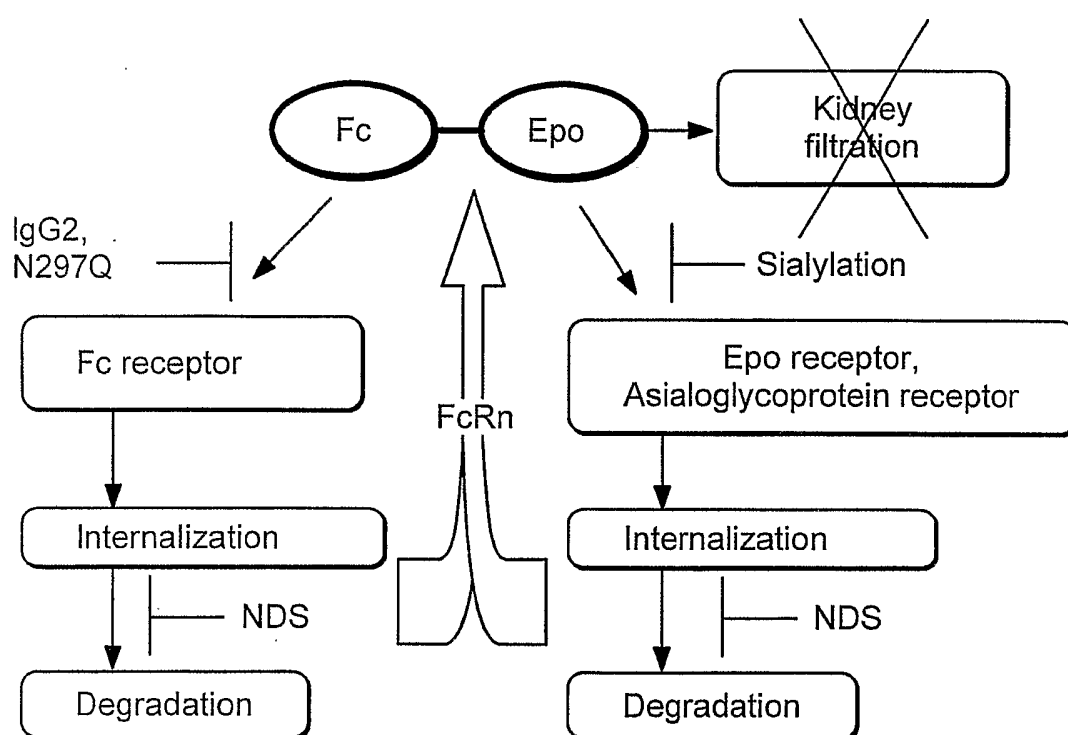 Fc
Epo
Kidney
filtration
IgG2,
N297Q
Sialylation
Fc receptor
Epo receptor,
Asialoglycoprotein receptor
FcRn
Internalization
Internalization
NDS
NDS
Degradation
Degradation